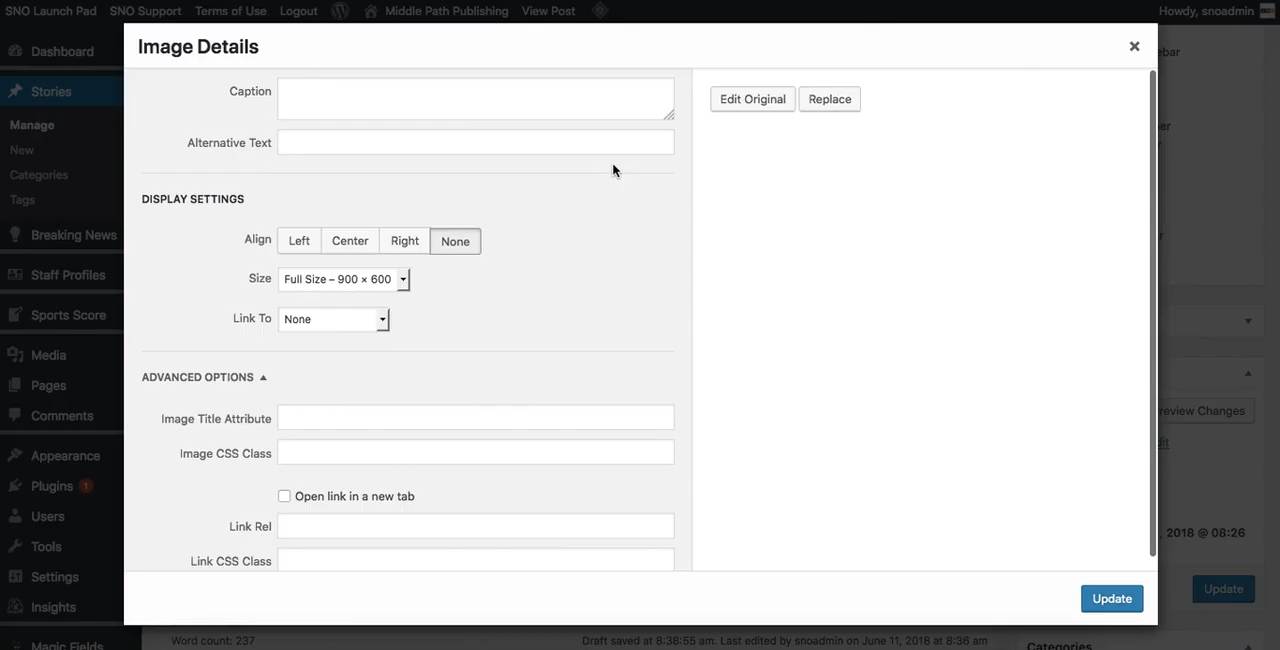 SNO Launch Pad SNO Support Terms of Use Logout Middle Path Publishing View Post Howdy, snoadmin
Dashboard
Stories
Manage
New
Categories
Tags
Breaking News
Staff Profiles
Sports Score
Media
Pages
Comments
Appearance
Plugins 1
Users
Tools
Settings
Insights
Magic Fields
Image Details
Caption
Alternative Text
DISPLAY SETTINGS
Align Left Center Right None
Size Full Size – 900 × 600
Link To None
ADVANCED OPTIONS
Image Title Attribute
Image CSS Class
Open link in a new tab
Link Rel
Link CSS Class
Edit Original Replace
Update
Preview Changes
2018 @ 08:26
Update
Word count: 237 Draft saved at 8:38:55 am. Last edited by snoadmin on June 11, 2018 at 8:36 am
Categories